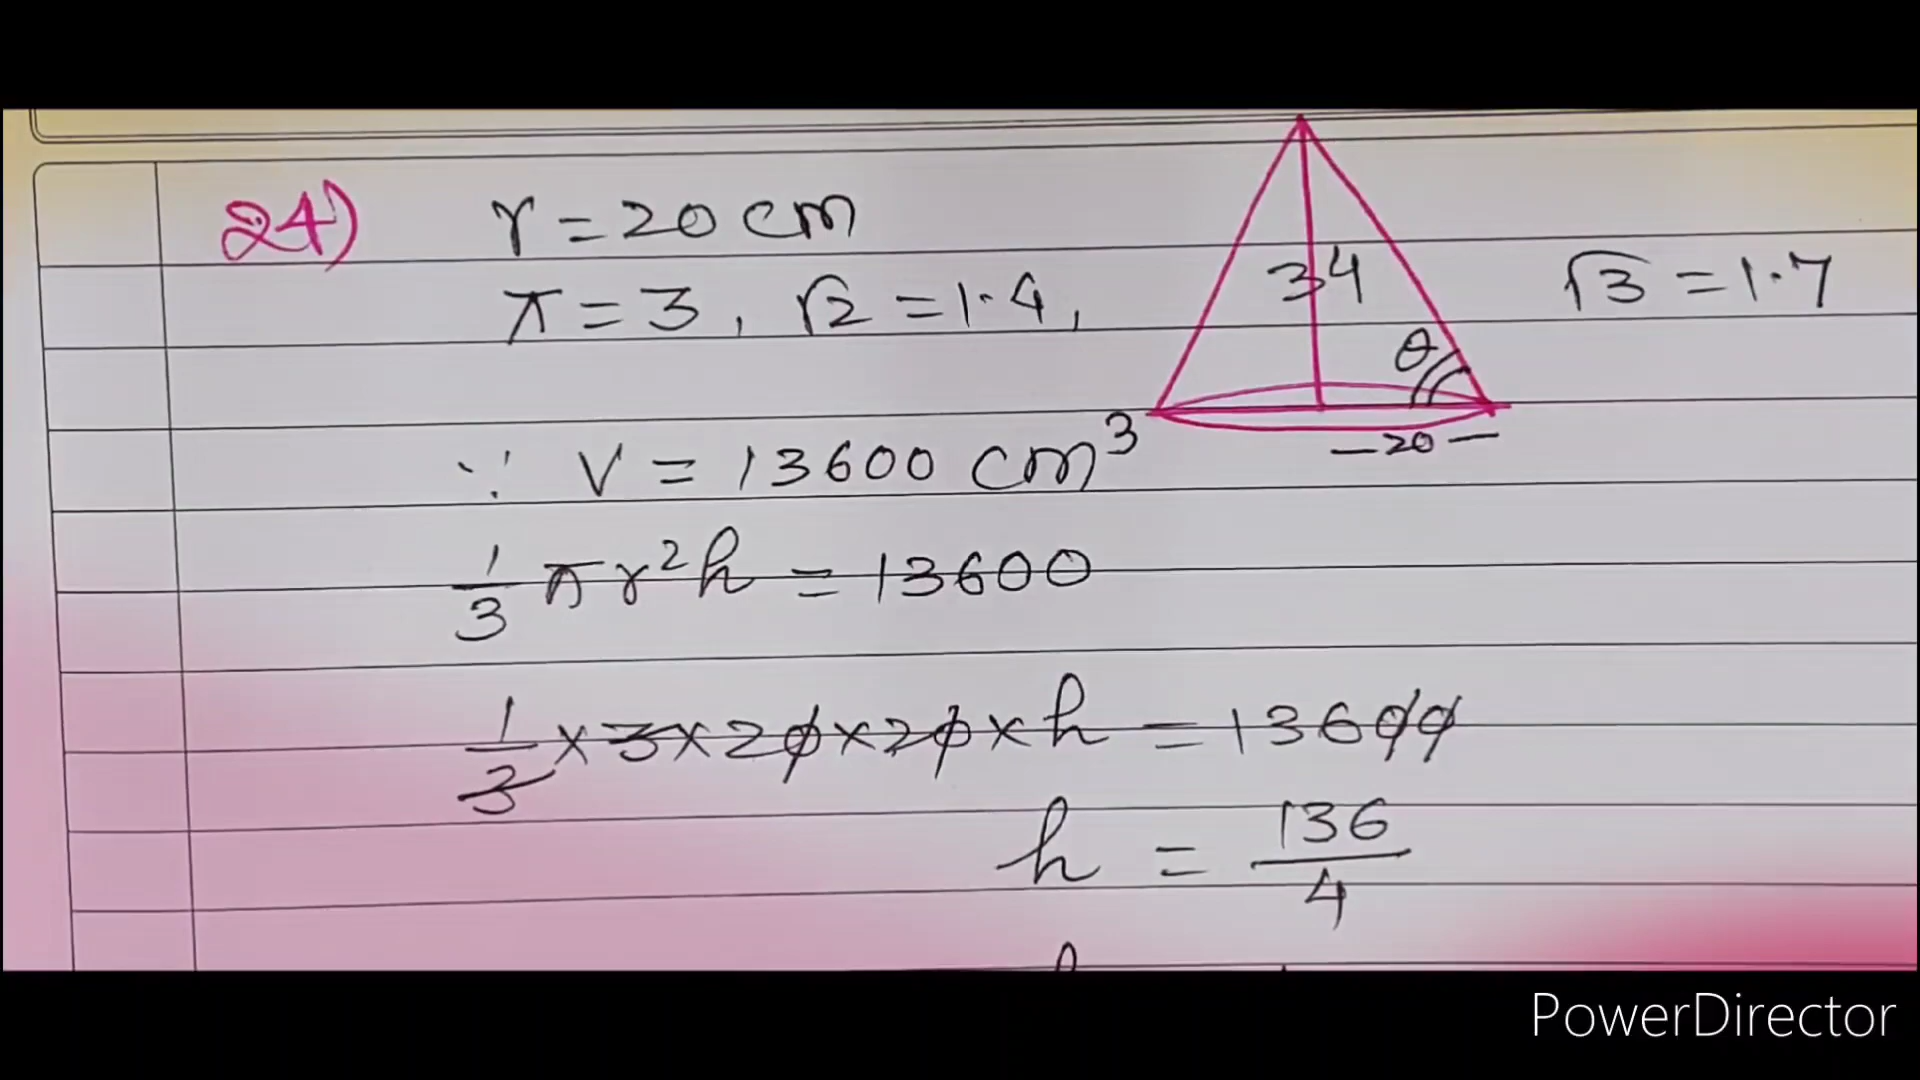 24) r = 20 cm
π = 3, √2 = 1.4, √3 = 1.7
34
θ
-20-
∵ V = 13600 cm³
1/3 π r² h = 13600
1/3 × 3 × 20 × 20 × h = 13600
h = 136/4
PowerDirector